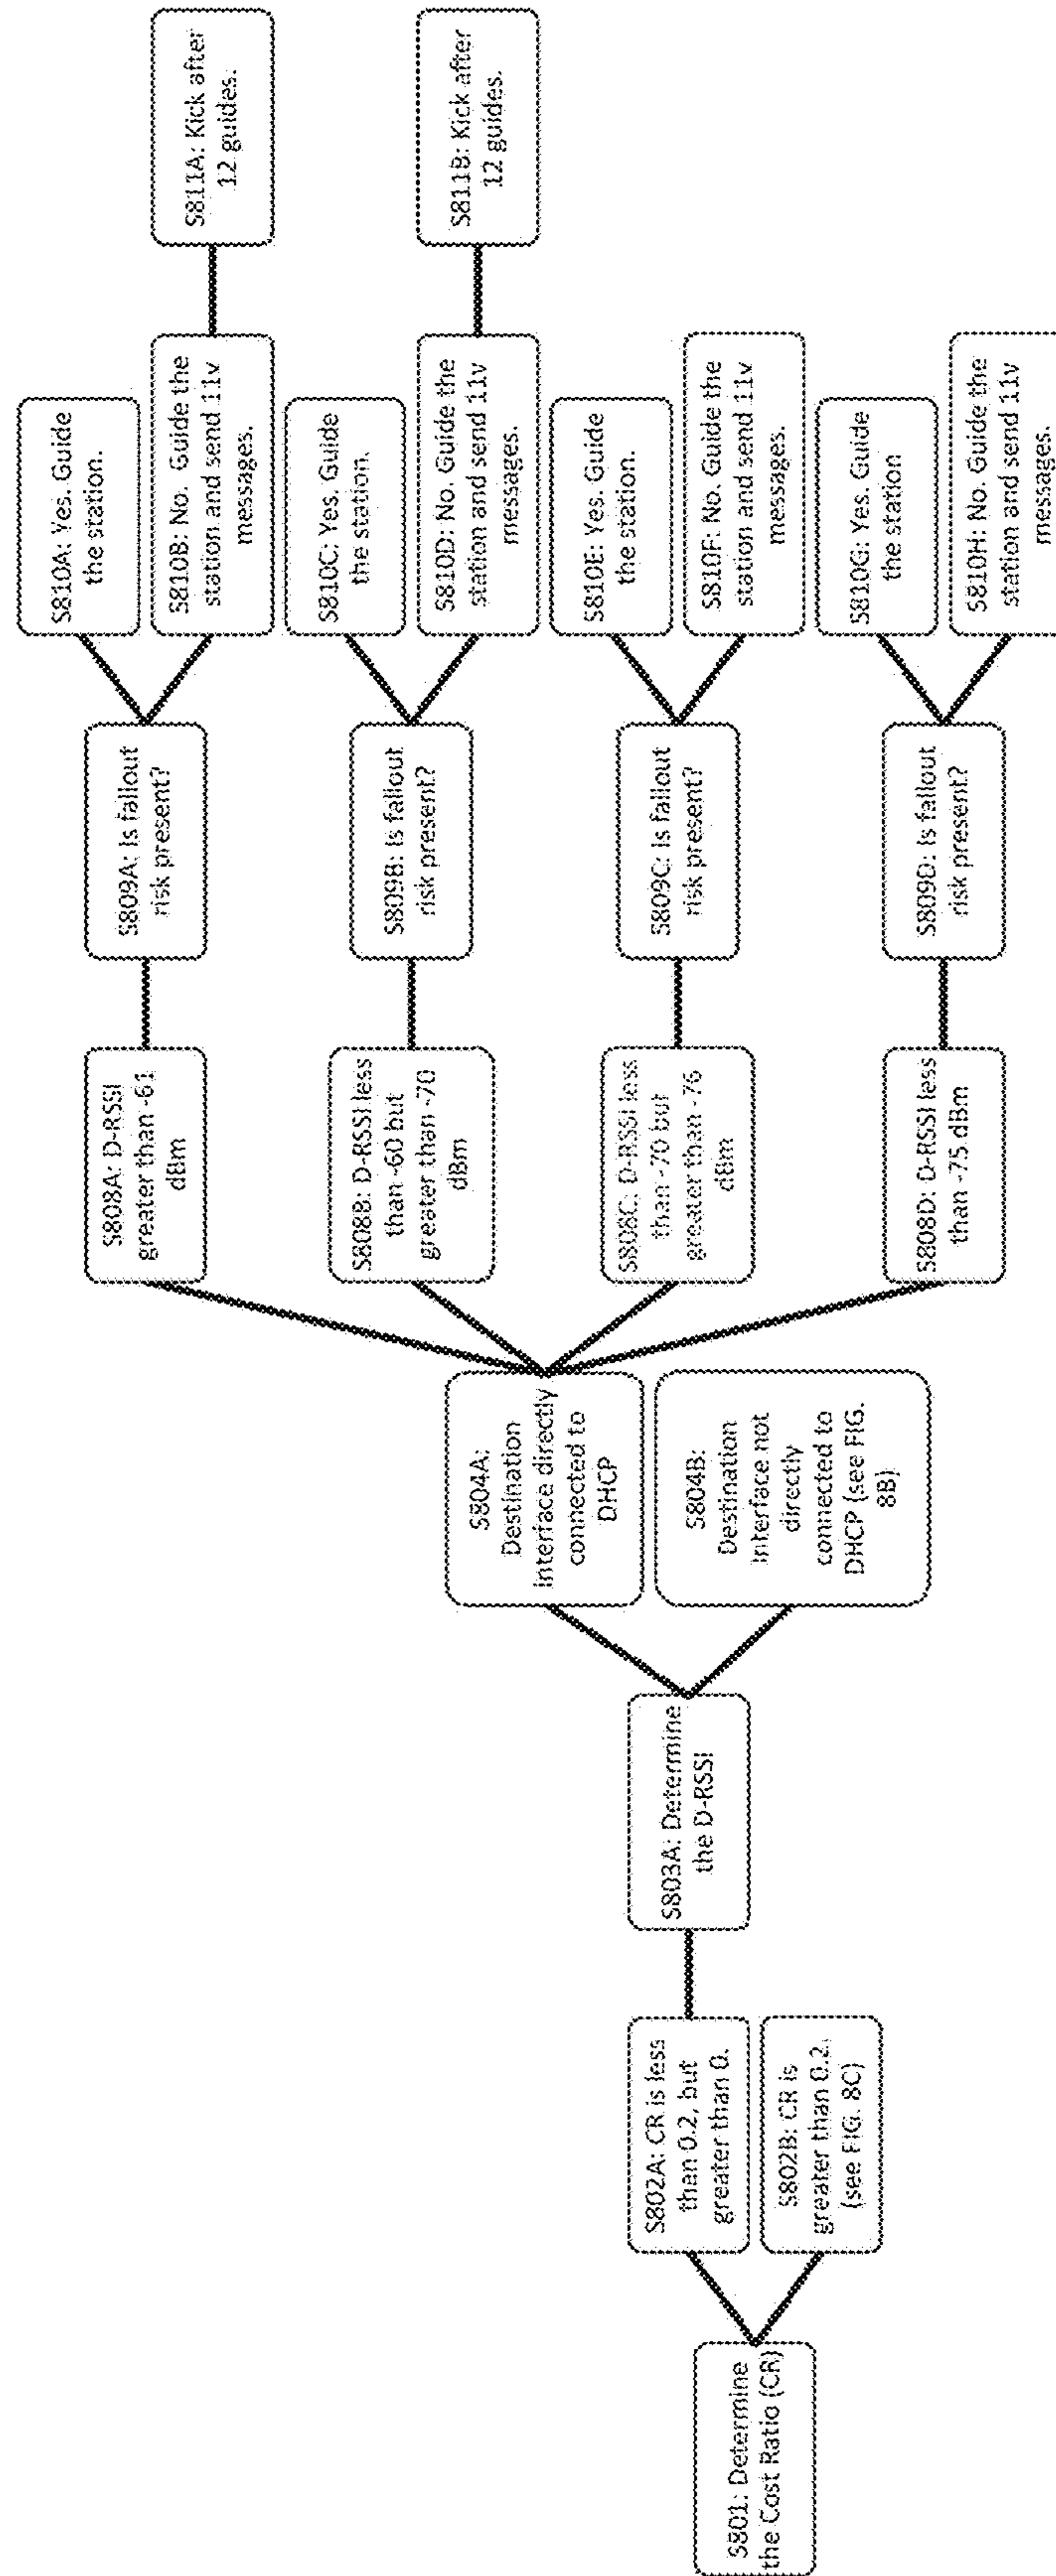 S801: Determine
the Cost Ratio (CR)
S802A: CR is less
than 0.2, but
greater than 0.
S802B: CR is
greater than 0.2.
(see FIG. 8C)
S803A: Determine
the D-RSSI
S804A:
Destination
Interface directly
connected to
DHCP
S804B:
Destination
Interface not
directly
connected to
DHCP (see FIG.
8B)
S808A: D-RSSI
greater than -61
dBm
S808B: D-RSSI less
than -60 but
greater than -70
dBm
S808C: D-RSSI less
than -70 but
greater than -76
dBm
S808D: D-RSSI less
than -75 dBm
S809A: Is fallout
risk present?
S809B: Is fallout
risk present?
S809C: Is fallout
risk present?
S809D: Is fallout
risk present?
S810A: Yes. Guide
the station.
S810B: No. Guide the
station and send 11v
messages.
S810C: Yes. Guide
the station.
S810D: No. Guide the
station and send 11v
messages.
S810E: Yes. Guide
the station.
S810F: No. Guide the
station and send 11v
messages.
S810G: Yes. Guide
the station
S810H: No. Guide the
station and send 11v
messages.
S811A: Kick after
12 guides.
S811B: Kick after
12 guides.